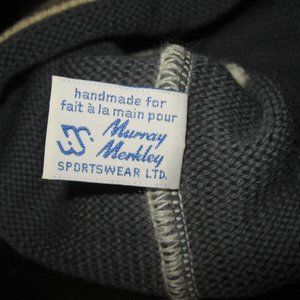 handmade for
fait à la main pour
Murray
Merkley
SPORTSWEAR LTD.